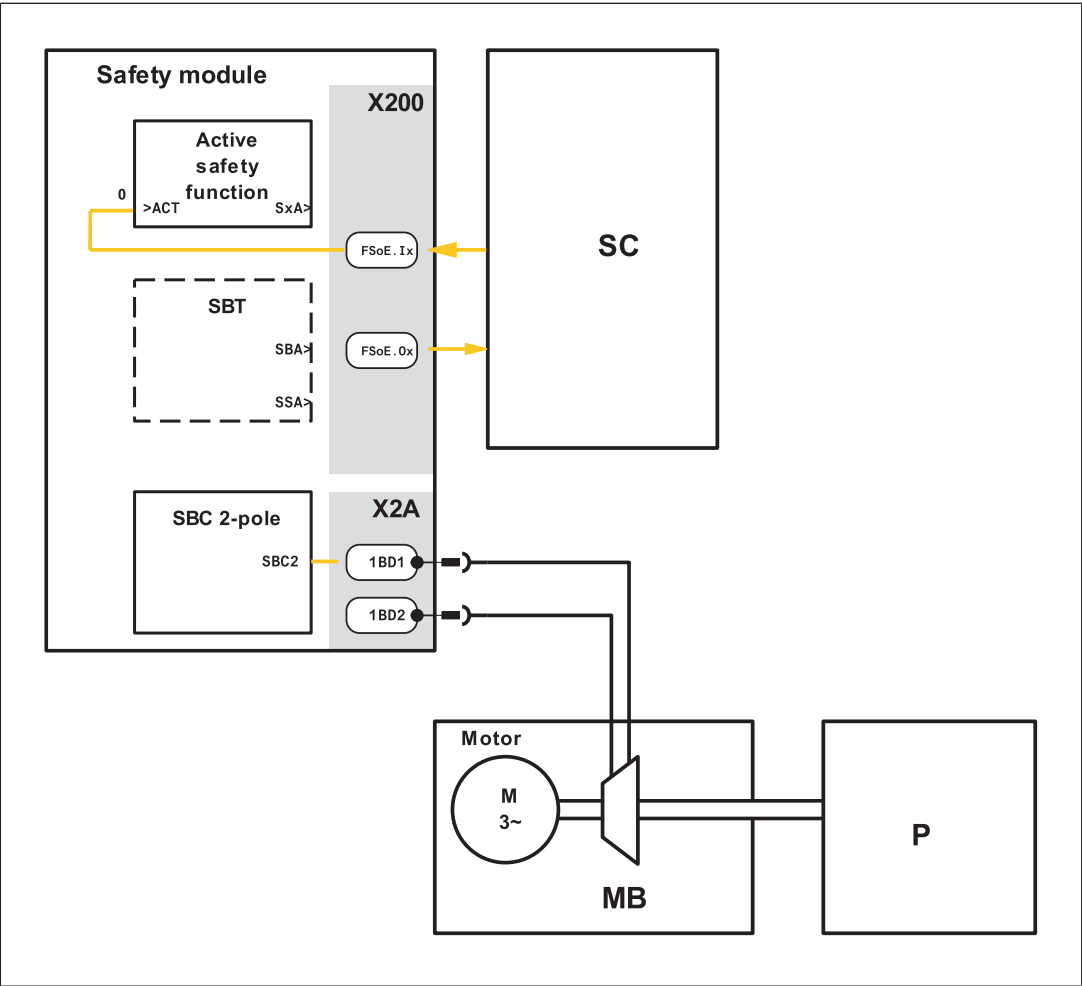 Safety module
X200
Active
safety
function
0
>ACT
SxA>
FSoE.Ix
SC
SBT
SBA>
FSoE.Ox
SSA>
X2A
SBC 2-pole
SBC2
1BD1
1BD2
Motor
M
3~
P
MB